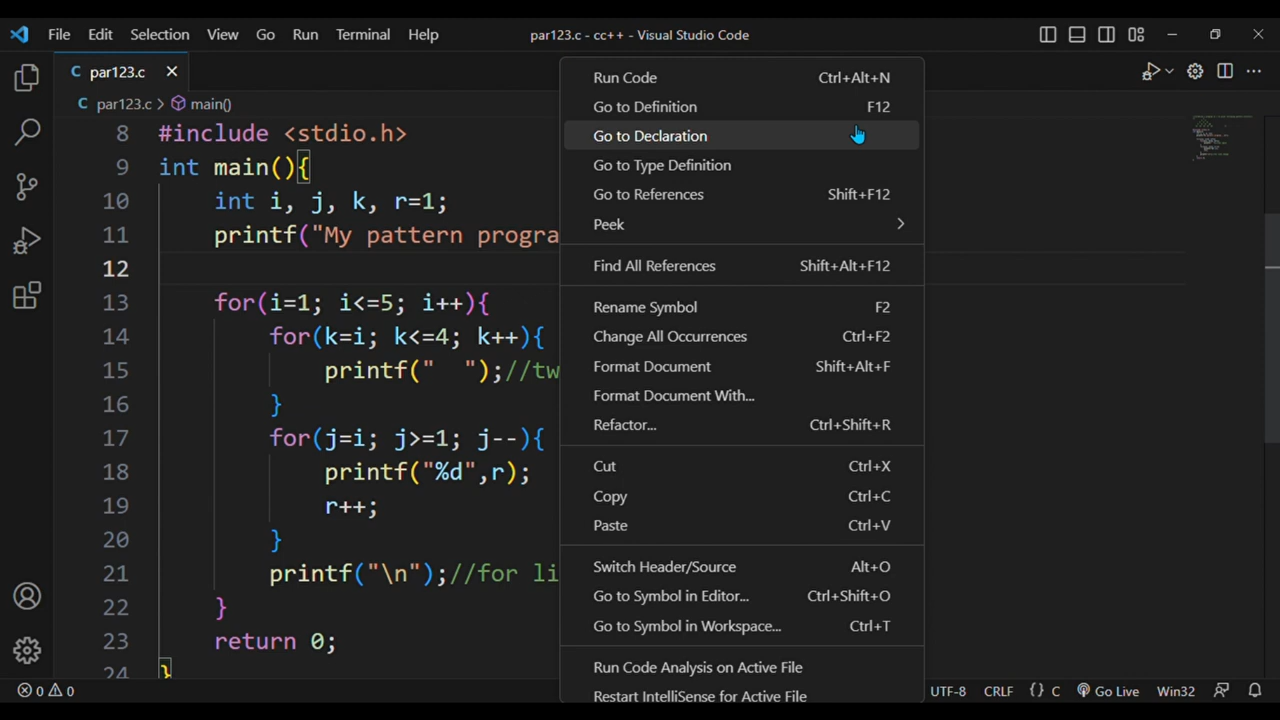 File Edit Selection View Go Run Terminal Help par123.c - cc++ - Visual Studio Code
C par123.c ×
C par123.c > main()
8 #include <stdio.h>
9 int main(){
10 int i, j, k, r=1;
11 printf("My pattern progra
12
13 for(i=1; i<=5; i++){
14 for(k=i; k<=4; k++){
15 printf("  ");//tw
16 }
17 for(j=i; j>=1; j--){
18 printf("%d",r);
19 r++;
20 }
21 printf("\n");//for li
22 }
23 return 0;
24 }
Run Code Ctrl+Alt+N
Go to Definition F12
Go to Declaration
Go to Type Definition
Go to References Shift+F12
Peek >
Find All References Shift+Alt+F12
Rename Symbol F2
Change All Occurrences Ctrl+F2
Format Document Shift+Alt+F
Format Document With...
Refactor... Ctrl+Shift+R
Cut Ctrl+X
Copy Ctrl+C
Paste Ctrl+V
Switch Header/Source Alt+O
Go to Symbol in Editor... Ctrl+Shift+O
Go to Symbol in Workspace... Ctrl+T
Run Code Analysis on Active File
Restart IntelliSense for Active File
0 0 UTF-8 CRLF {} C Go Live Win32